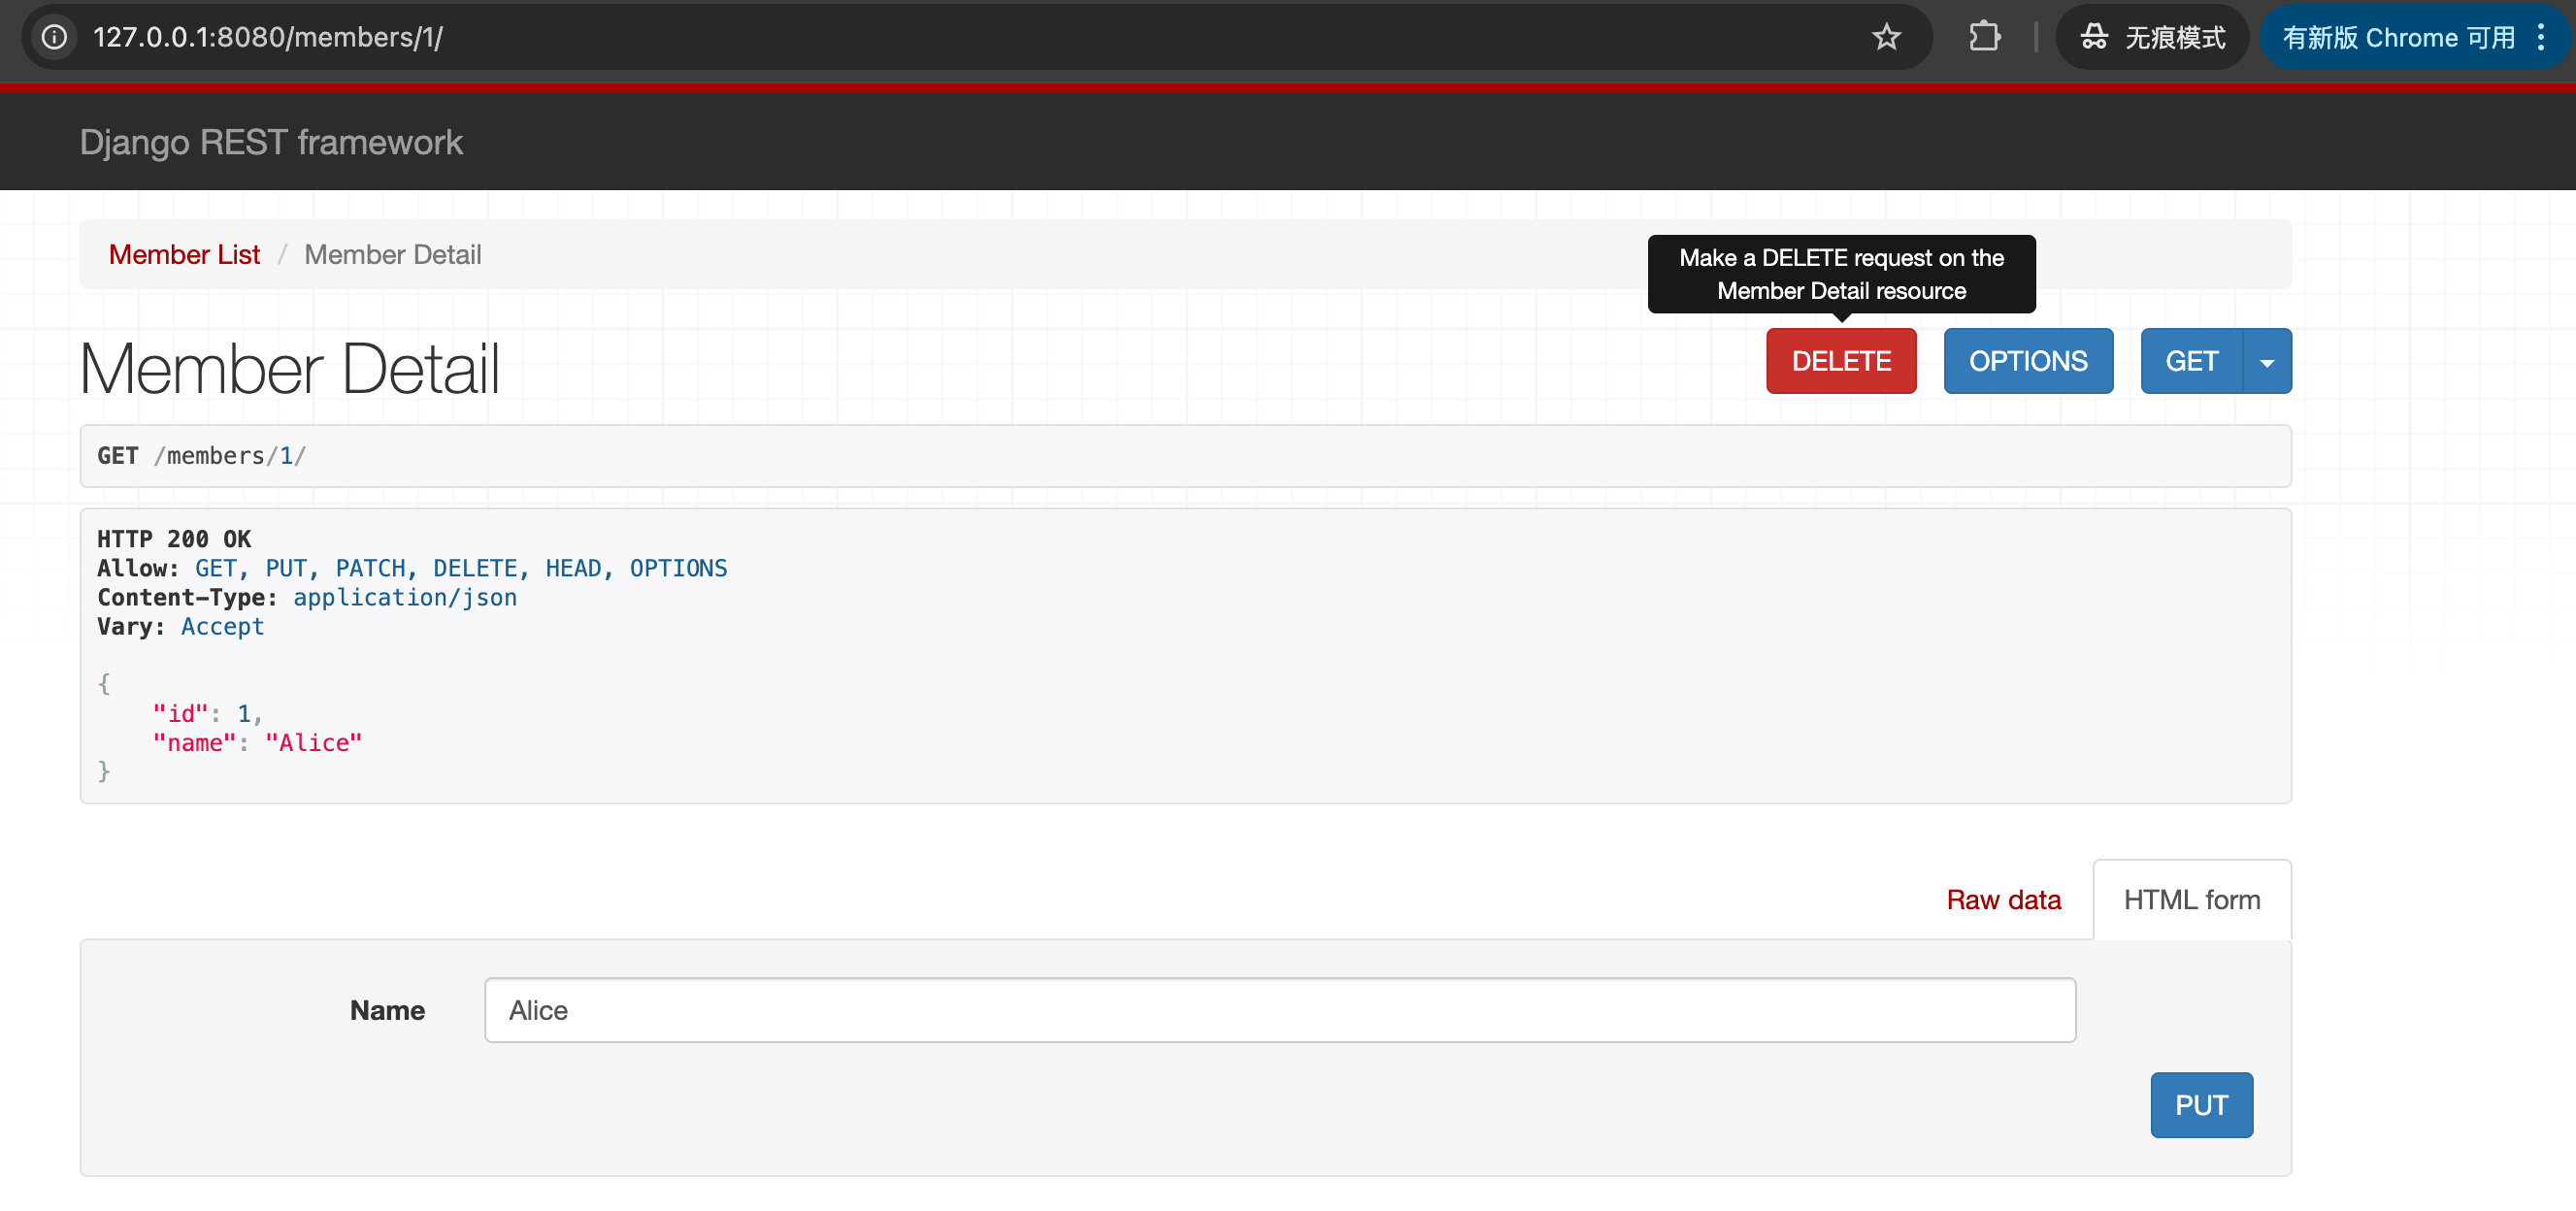 127.0.0.1:8080/members/1/
无痕模式
有新版 Chrome 可用
Django REST framework
Member List / Member Detail
Make a DELETE request on the
Member Detail resource
Member Detail
DELETE
OPTIONS
GET
GET /members/1/
HTTP 200 OK
Allow: GET, PUT, PATCH, DELETE, HEAD, OPTIONS
Content-Type: application/json
Vary: Accept
{
    "id": 1,
    "name": "Alice"
}
Raw data
HTML form
Name
Alice
PUT